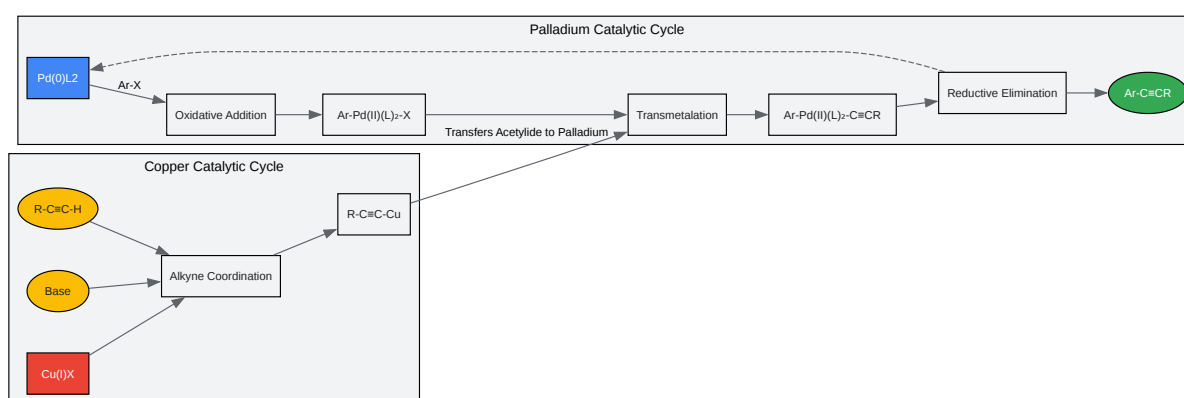 Palladium Catalytic Cycle
Pd(0)L2
Ar-X
Oxidative Addition
Ar-Pd(II)(L)₂-X
Transmetalation
Ar-Pd(II)(L)₂-C≡CR
Reductive Elimination
Ar-C≡CR
Transfers Acetylide to Palladium
Copper Catalytic Cycle
R-C≡C-H
Base
Cu(I)X
Alkyne Coordination
R-C≡C-Cu